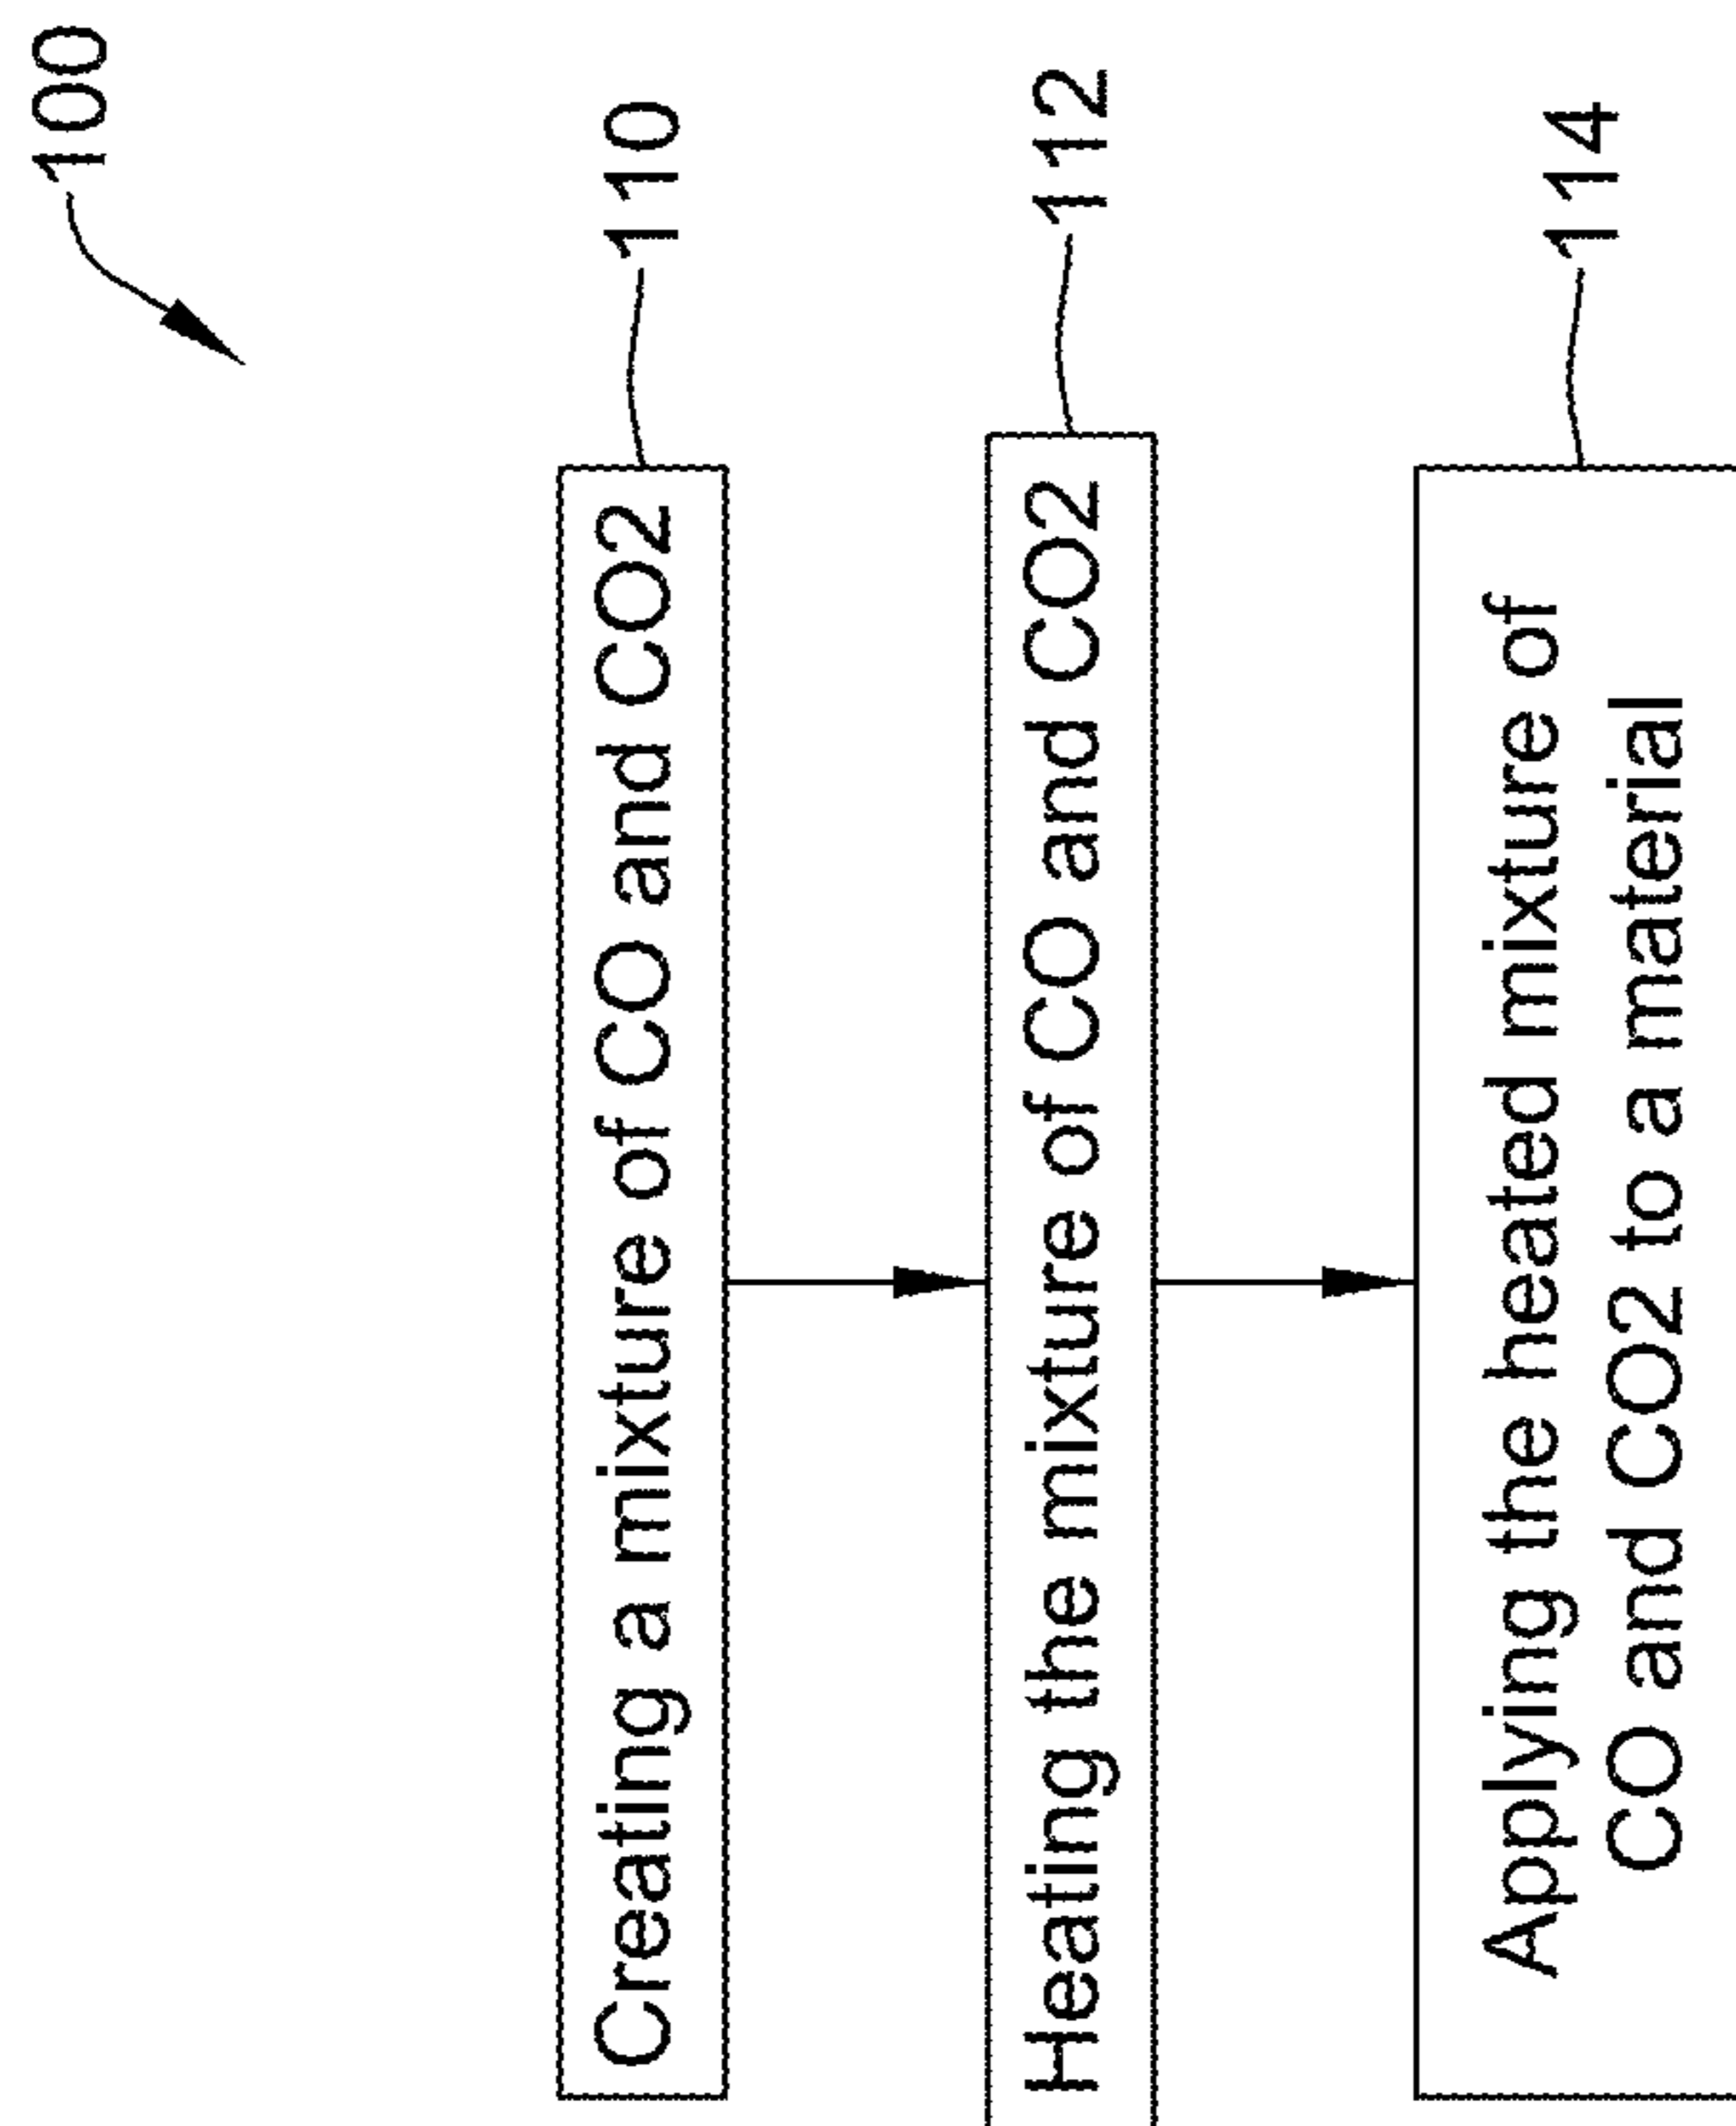 100
Creating a mixture of CO and CO2
110
Heating the mixture of CO and CO2
112
Applying the heated mixture of
CO and CO2 to a material
114